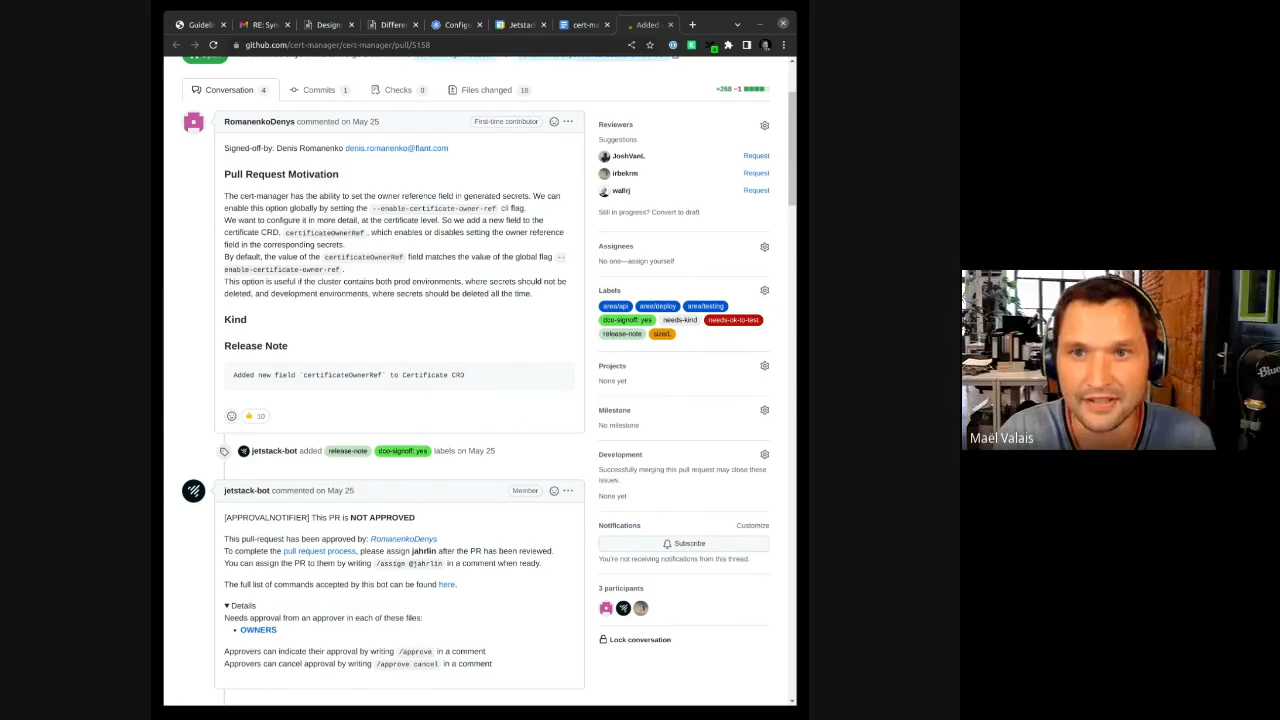 Guideli
RE: Syn
Design:
Differe
Configu
Jetstack
cert-ma
Added
github.com/cert-manager/cert-manager/pull/5158
Conversation 4
Commits 1
Checks 0
Files changed 18
+268 −1
RomanenkoDenys commented on May 25
First-time contributor
Signed-off-by: Denis Romanenko denis.romanenko@flant.com
Pull Request Motivation
The cert-manager has the ability to set the owner reference field in generated secrets. We can
enable this option globally by setting the --enable-certificate-owner-ref cli flag.
We want to configure it in more detail, at the certificate level. So we add a new field to the
certificate CRD, certificateOwnerRef, which enables or disables setting the owner reference
field in the corresponding secrets.
By default, the value of the certificateOwnerRef field matches the value of the global flag --
enable-certificate-owner-ref.
This option is useful if the cluster contains both prod environments, where secrets should not be
deleted, and development environments, where secrets should be deleted all the time.
Kind
Release Note
Added new field `certificateOwnerRef` to Certificate CRD
👍 10
jetstack-bot added release-note dco-signoff: yes labels on May 25
jetstack-bot commented on May 25
Member
[APPROVALNOTIFIER] This PR is NOT APPROVED
This pull-request has been approved by: RomanenkoDenys
To complete the pull request process, please assign jahrlin after the PR has been reviewed.
You can assign the PR to them by writing /assign @jahrlin in a comment when ready.
The full list of commands accepted by this bot can be found here.
▼ Details
Needs approval from an approver in each of these files:
• OWNERS
Approvers can indicate their approval by writing /approve in a comment
Approvers can cancel approval by writing /approve cancel in a comment
Reviewers
Suggestions
JoshVanL Request
irbekrm Request
wallrj Request
Still in progress? Convert to draft
Assignees
No one—assign yourself
Labels
area/api area/deploy area/testing
dco-signoff: yes needs-kind needs-ok-to-test
release-note size/L
Projects
None yet
Milestone
No milestone
Development
Successfully merging this pull request may close these
issues.
None yet
Notifications
Customize
Subscribe
You're not receiving notifications from this thread.
3 participants
Lock conversation
Blue
Maël Valais